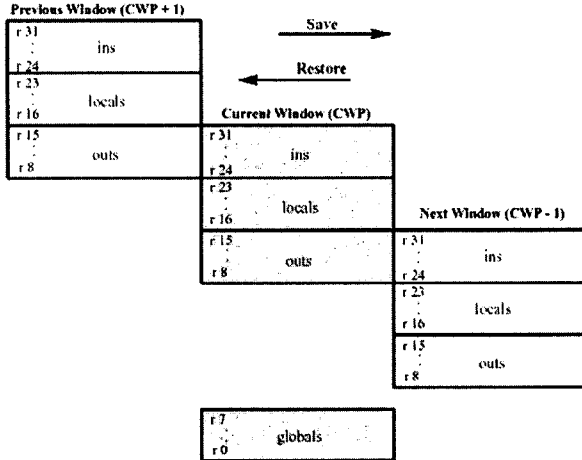 Previous Window (CWP + 1)
r 31
ins
r 24
r 23
locals
r 16
r 15
outs
r 8
Save
Restore
Current Window (CWP)
r 31
ins
r 24
r 23
locals
r 16
r 15
outs
r 8
Next Window (CWP - 1)
r 31
ins
r 24
r 23
locals
r 16
r 15
outs
r 8
r 7
globals
r 0